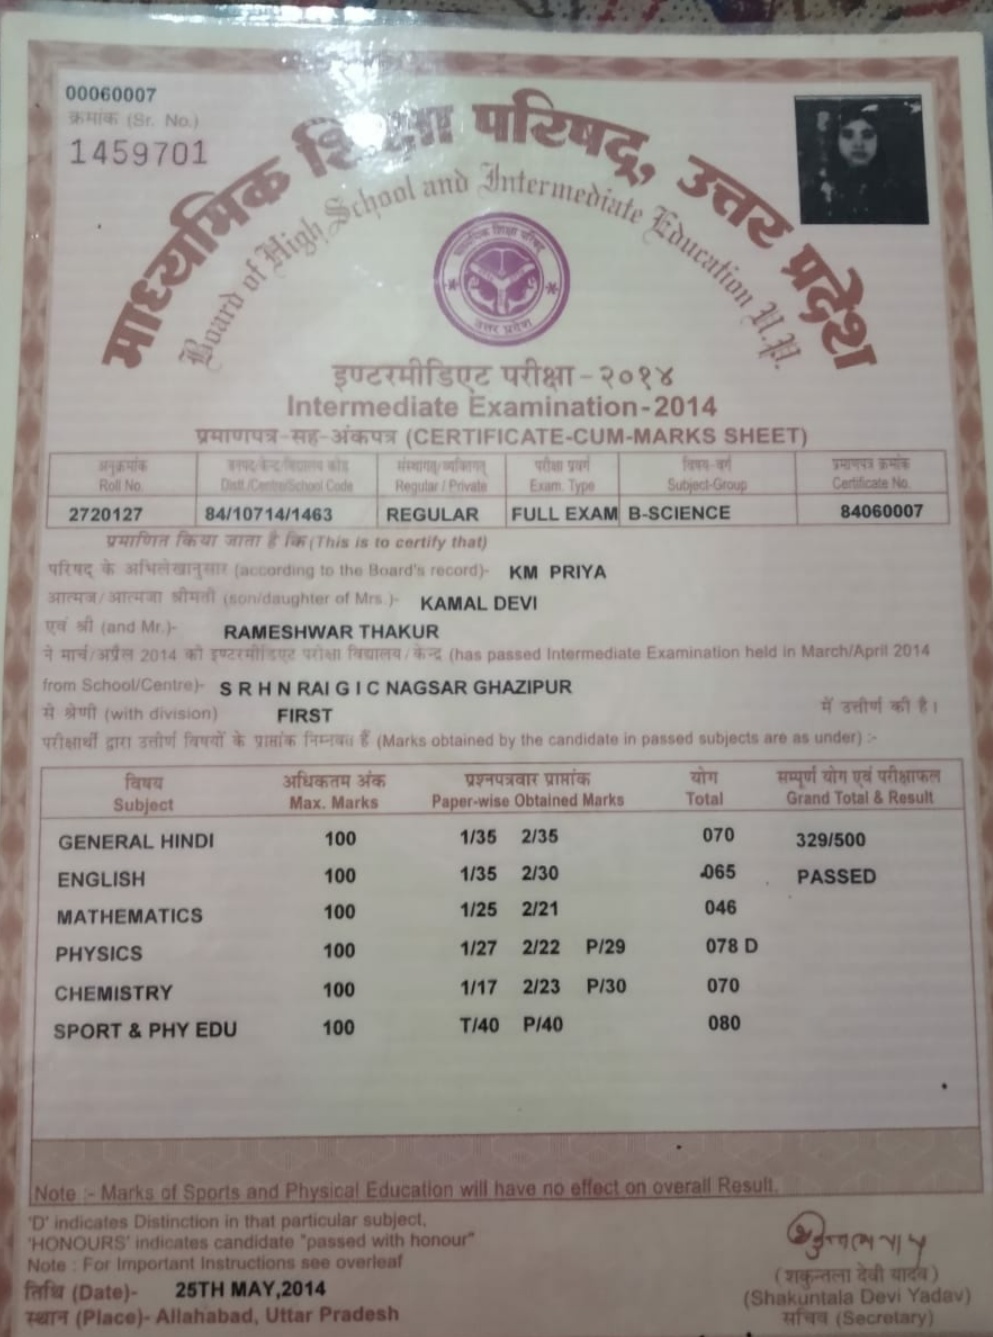 00060007
क्रमांक (Sr. No.)
1459701
माध्यमिक शिक्षा परिषद्, उत्तर प्रदेश
Board of High School and Intermediate Education U.P.
माध्यमिक शिक्षा परिषद्
उत्तर प्रदेश
इण्टरमीडिएट परीक्षा-२०१४
Intermediate Examination-2014
प्रमाणपत्र-सह-अंकपत्र (CERTIFICATE-CUM-MARKS SHEET)
अनुक्रमांक जनपद/केन्द्र/विद्यालय कोड संस्थागत/व्यक्तिगत परीक्षा प्रवर्ग विषय-वर्ग प्रमाणपत्र क्रमांक
Roll No. Distt./Centre/School Code Regular / Private Exam. Type Subject-Group Certificate No.
2720127 84/10714/1463 REGULAR FULL EXAM B-SCIENCE 84060007
प्रमाणित किया जाता है कि (This is to certify that)
परिषद के अभिलेखानुसार (according to the Board's record)- KM PRIYA
आत्मज/आत्मजा श्रीमती (son/daughter of Mrs.)- KAMAL DEVI
एवं श्री (and Mr.)- RAMESHWAR THAKUR
ने मार्च/अप्रैल 2014 की इण्टरमीडिएट परीक्षा विद्यालय/केन्द्र (has passed Intermediate Examination held in March/April 2014
from School/Centre)- S R H N RAI G I C NAGSAR GHAZIPUR
से श्रेणी (with division) FIRST में उत्तीर्ण की है।
परीक्षार्थी द्वारा उत्तीर्ण विषयों के प्राप्तांक निम्नवत हैं (Marks obtained by the candidate in passed subjects are as under) :-
विषय अधिकतम अंक प्रश्नपत्रवार प्राप्तांक योग सम्पूर्ण योग एवं परीक्षाफल
Subject Max. Marks Paper-wise Obtained Marks Total Grand Total & Result
GENERAL HINDI 100 1/35 2/35 070 329/500
ENGLISH 100 1/35 2/30 065 PASSED
MATHEMATICS 100 1/25 2/21 046
PHYSICS 100 1/27 2/22 P/29 078 D
CHEMISTRY 100 1/17 2/23 P/30 070
SPORT & PHY EDU 100 T/40 P/40 080
Note :- Marks of Sports and Physical Education will have no effect on overall Result.
'D' indicates Distinction in that particular subject,
'HONOURS' indicates candidate "passed with honour"
Note : For Important Instructions see overleaf
तिथि (Date)- 25TH MAY,2014
स्थान (Place)- Allahabad, Uttar Pradesh
(शकुन्तला देवी यादव)
(Shakuntala Devi Yadav)
सचिव (Secretary)